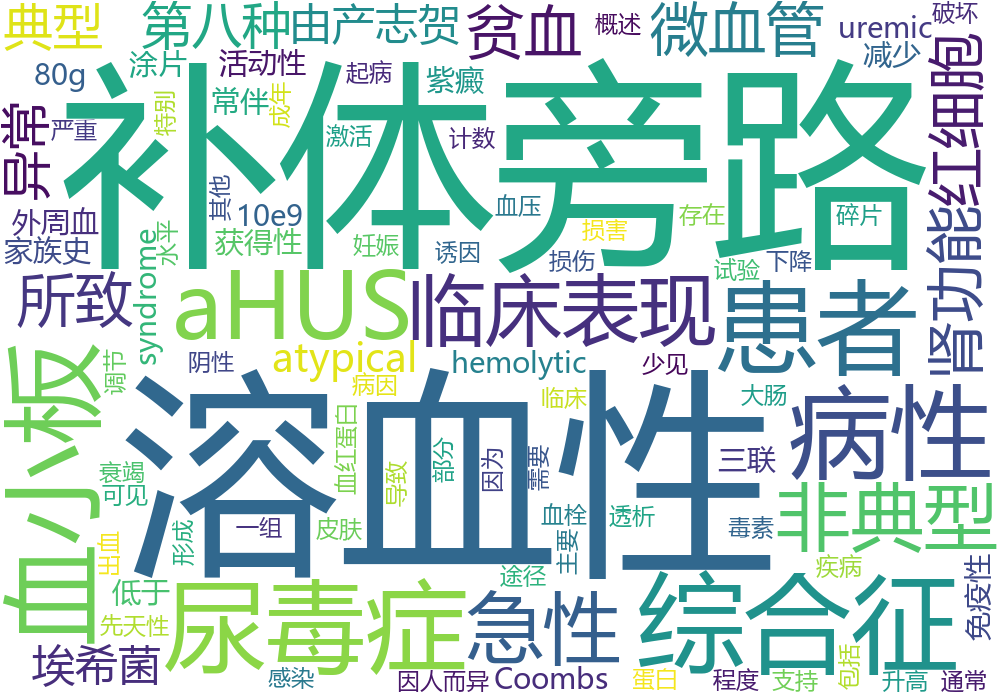 典型
第八种
由产志贺
贫血
概述
微血管
uremic
破坏
减少
80g
涂片
活动性
起病
紫癜
常伴
成年
特别
严重
异常
补体旁路
激活
计数
红细胞
外周血
其他
10e9
血压
存在
碎片
家族史
水平
获得性
妊娠
诱因
损害
损伤
试验
下降
肾功能
所致
syndrome
aHUS
临床表现
患者
atypical
hemolytic
少见
阴性
调节
病因
临床
大肠
血小板
溶血性
病性
血红蛋白
部分
导致
因为
需要
三联
衰竭
可见
非典型
形成
一组
皮肤
血栓
透析
毒素
出血
主要
途径
疾病
低于
免疫性
先天性
尿毒症
急性
综合征
埃希菌
感染
因人而异
Coombs
蛋白
程度
支持
包括
升高
通常